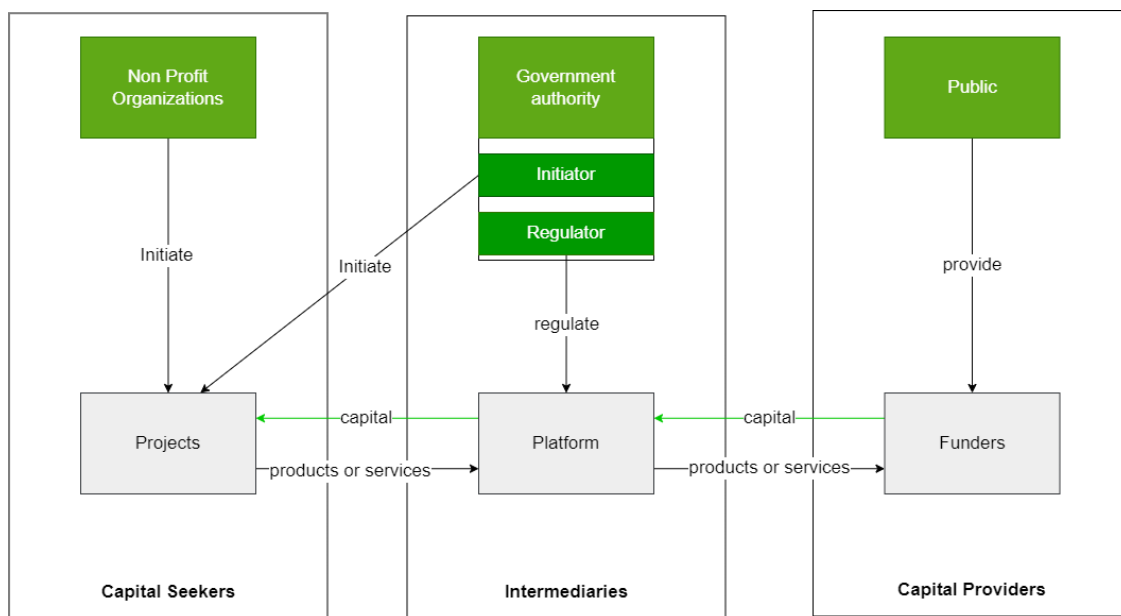 Non Profit
Organizations
Government
authority
Public
Initiator
Regulator
Initiate
Initiate
provide
regulate
capital
capital
Projects
Platform
Funders
products or services
products or services
Capital Seekers
Intermediaries
Capital Providers